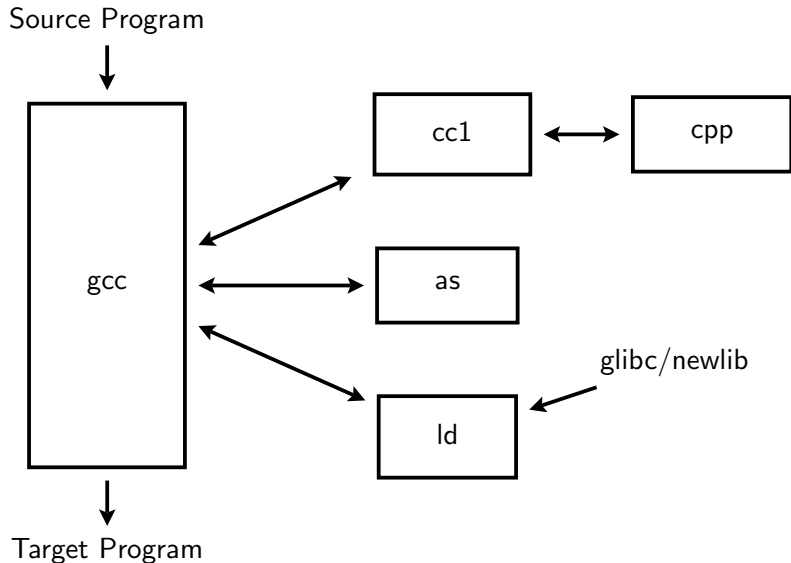 Source Program
cc1
cpp
gcc
as
glibc/newlib
ld
Target Program